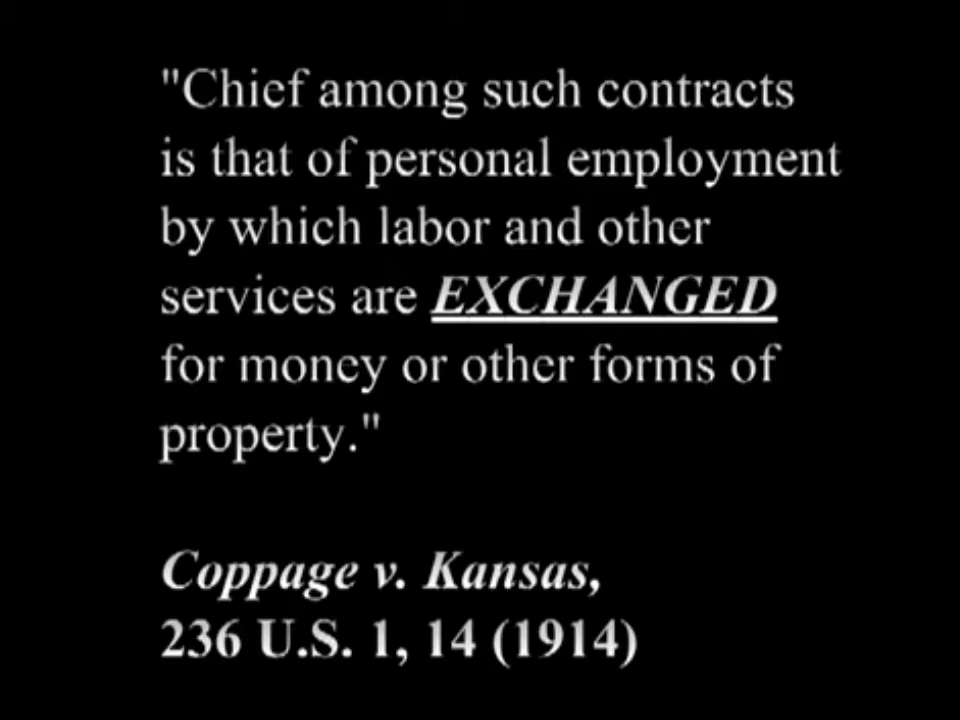 "Chief among such contracts
is that of personal employment
by which labor and other
services are EXCHANGED
for money or other forms of
property."
Coppage v. Kansas,
236 U.S. 1, 14 (1914)